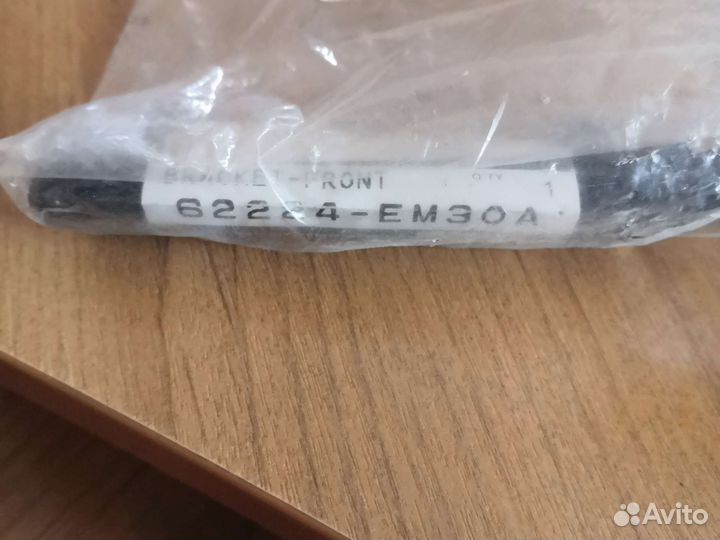 BRACKET-FRONT QTY 1
62224-EM30A
Avito